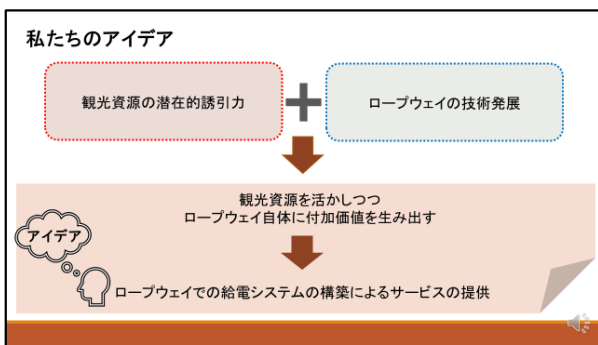 私たちのアイデア
観光資源の潜在的誘引力
ロープウェイの技術発展
観光資源を活かしつつ
ロープウェイ自体に付加価値を生み出す
アイデア
ロープウェイでの給電システムの構築によるサービスの提供